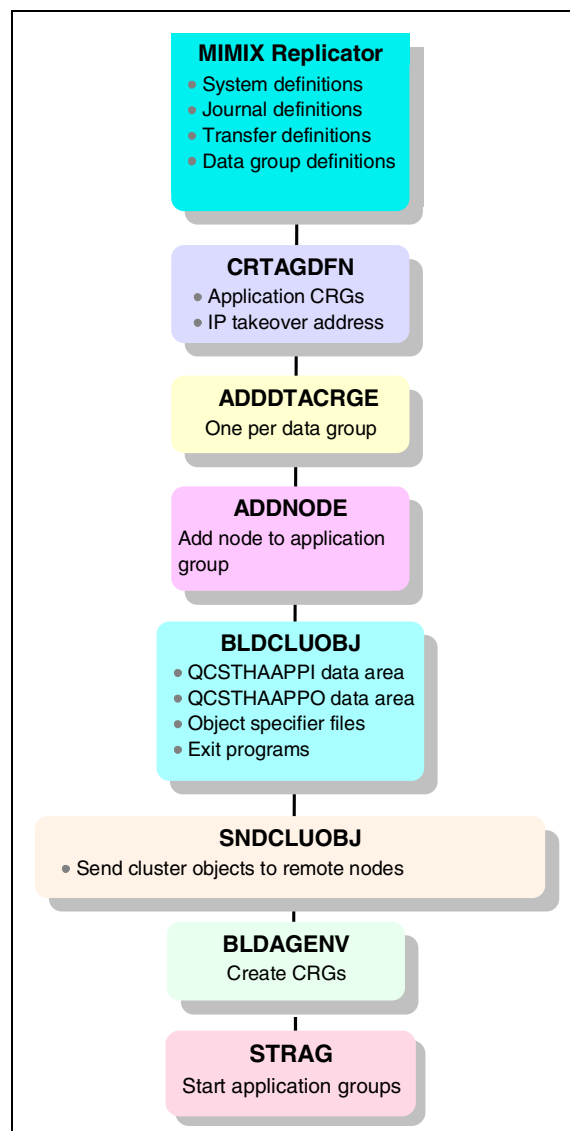 MIMIX Replicator
• System definitions
• Journal definitions
• Transfer definitions
• Data group definitions
CRTAGDFN
• Application CRGs
• IP takeover address
ADDDTACRGE
One per data group
ADDNODE
Add node to application
group
BLDCLUOBJ
• QCSTHAAPPI data area
• QCSTHAAPPO data area
• Object specifier files
• Exit programs
SNDCLUOBJ
• Send cluster objects to remote nodes
BLDAGENV
Create CRGs
STRAG
Start application groups